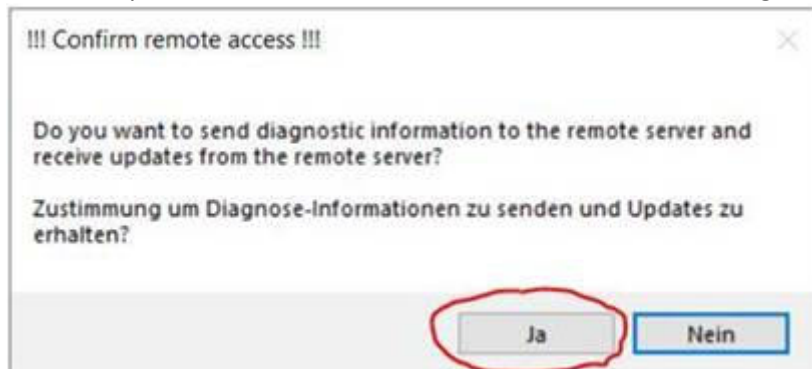 !!! Confirm remote access !!!
Do you want to send diagnostic information to the remote server and
receive updates from the remote server?
Zustimmung um Diagnose-Informationen zu senden und Updates zu
erhalten?
Ja Nein